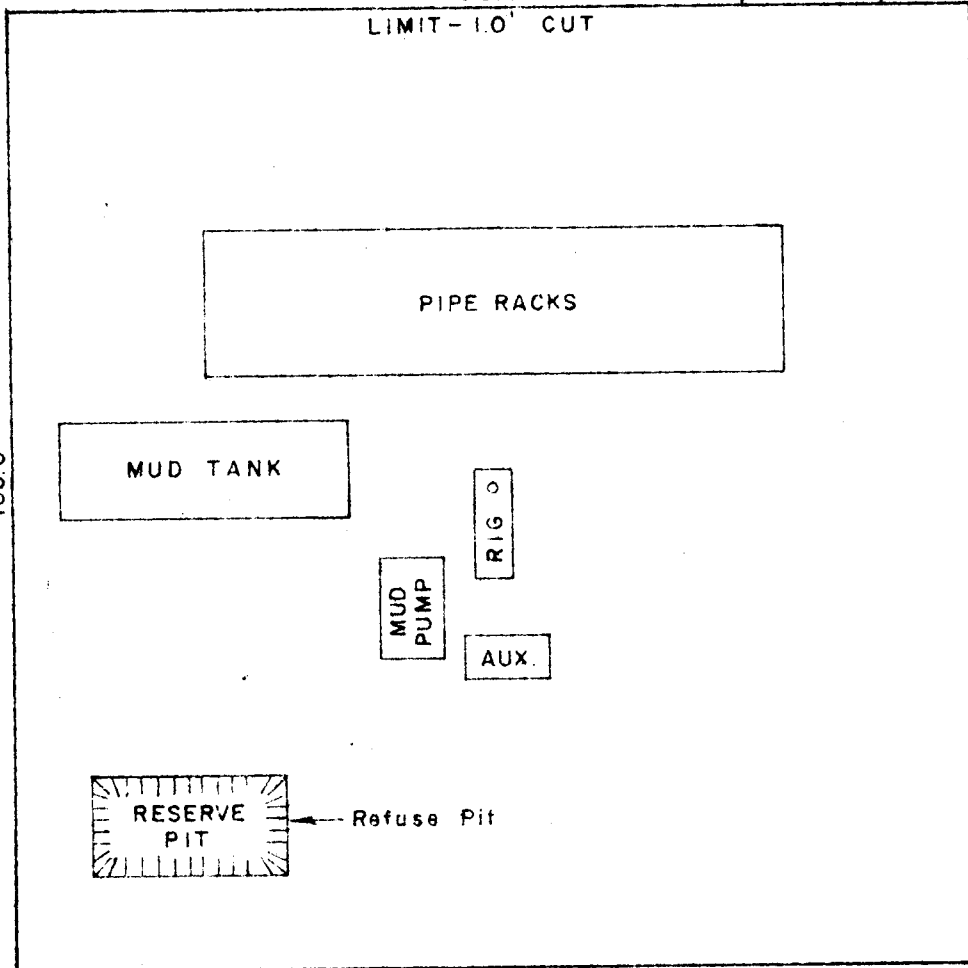 LIMIT - 1.0' CUT
PIPE RACKS
MUD TANK
RIG
MUD
PUMP
AUX.
RESERVE
PIT
Refuse Pit